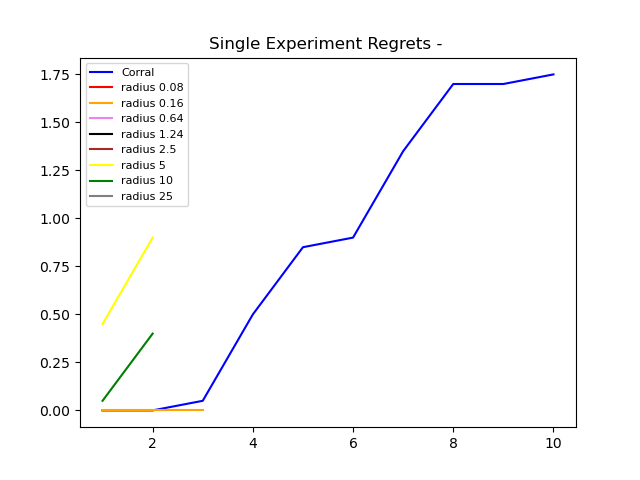 Single Experiment Regrets -
1.75
1.50
1.25
1.00
0.75
0.50
0.25
0.00
Corral
radius 0.08
radius 0.16
radius 0.64
radius 1.24
radius 2.5
radius 5
radius 10
radius 25
2
4
6
8
10